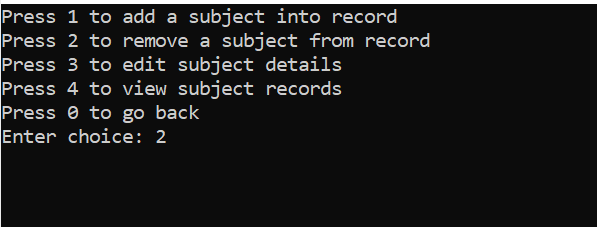 Press 1 to add a subject into record
Press 2 to remove a subject from record
Press 3 to edit subject details
Press 4 to view subject records
Press 0 to go back
Enter choice: 2